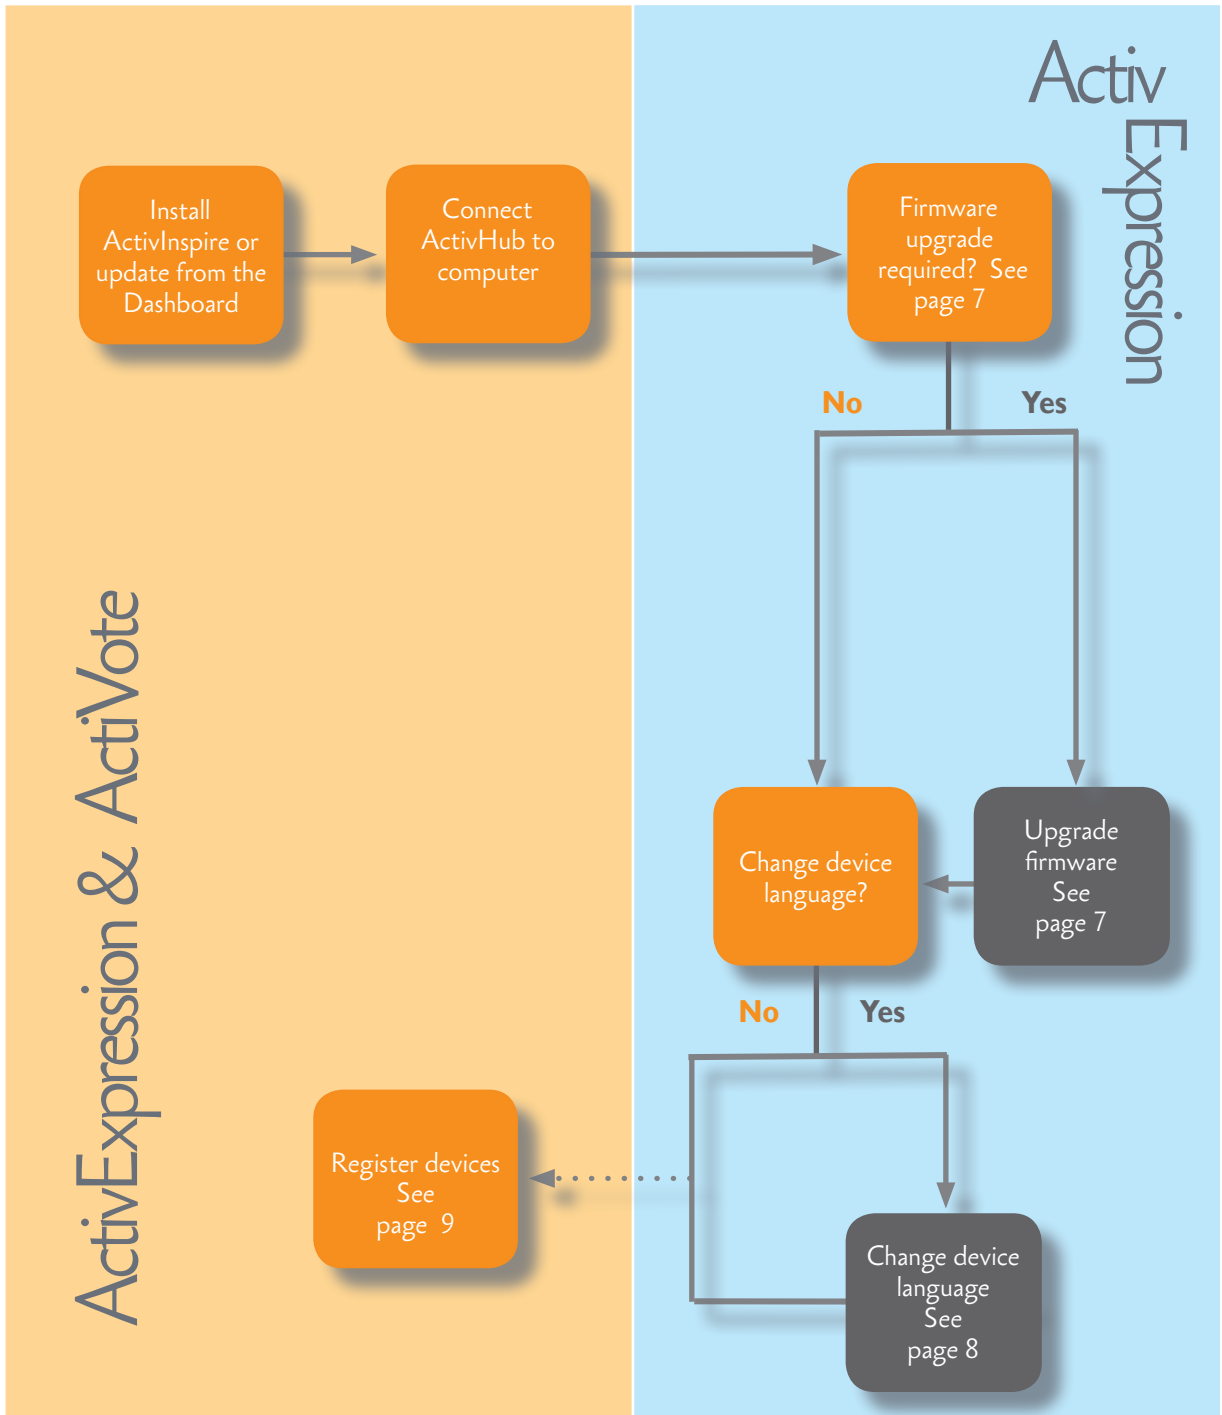 Activ
Expression
Install
ActivInspire or
update from the
Dashboard
Connect
ActivHub to
computer
Firmware
upgrade
required? See
page 7
No
Yes
Change device
language?
Upgrade
firmware
See
page 7
No
Yes
Register devices
See
page 9
Change device
language
See
page 8
ActivExpression & ActiVote